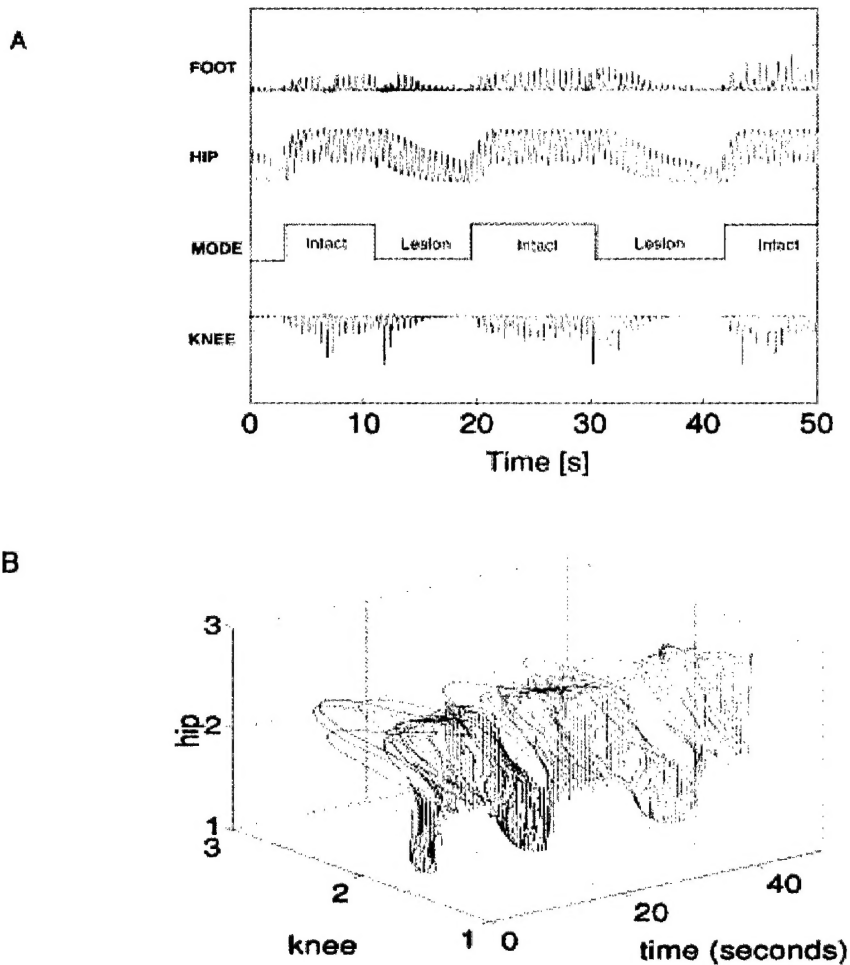 A
FOOT
HIP
MODE
Intact
Lesion
Intact
Lesion
Intact
KNEE
0 10 20 30 40 50
Time [s]
B
3
2
1
hip
3
2
1
knee
0
20
40
time (seconds)